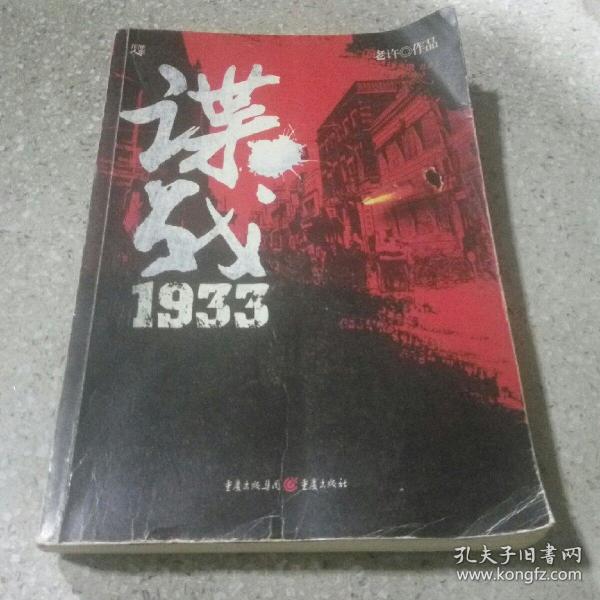 老许◎作品
谍
战
1933
重庆出版集团 重庆出版社
孔夫子旧书网
www.kongfz.com